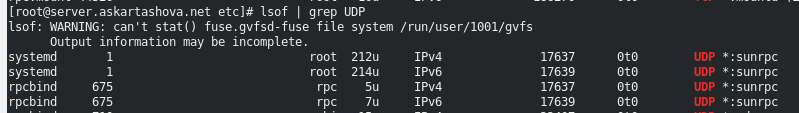 [root@server.askartashova.net etc]# lsof | grep UDP
lsof: WARNING: can't stat() fuse.gvfsd-fuse file system /run/user/1001/gvfs
      Output information may be incomplete.
systemd       1                            root  212u     IPv4              17637      0t0        UDP *:sunrpc
systemd       1                            root  214u     IPv6              17639      0t0        UDP *:sunrpc
rpcbind     675                             rpc    5u     IPv4              17637      0t0        UDP *:sunrpc
rpcbind     675                             rpc    7u     IPv6              17639      0t0        UDP *:sunrpc